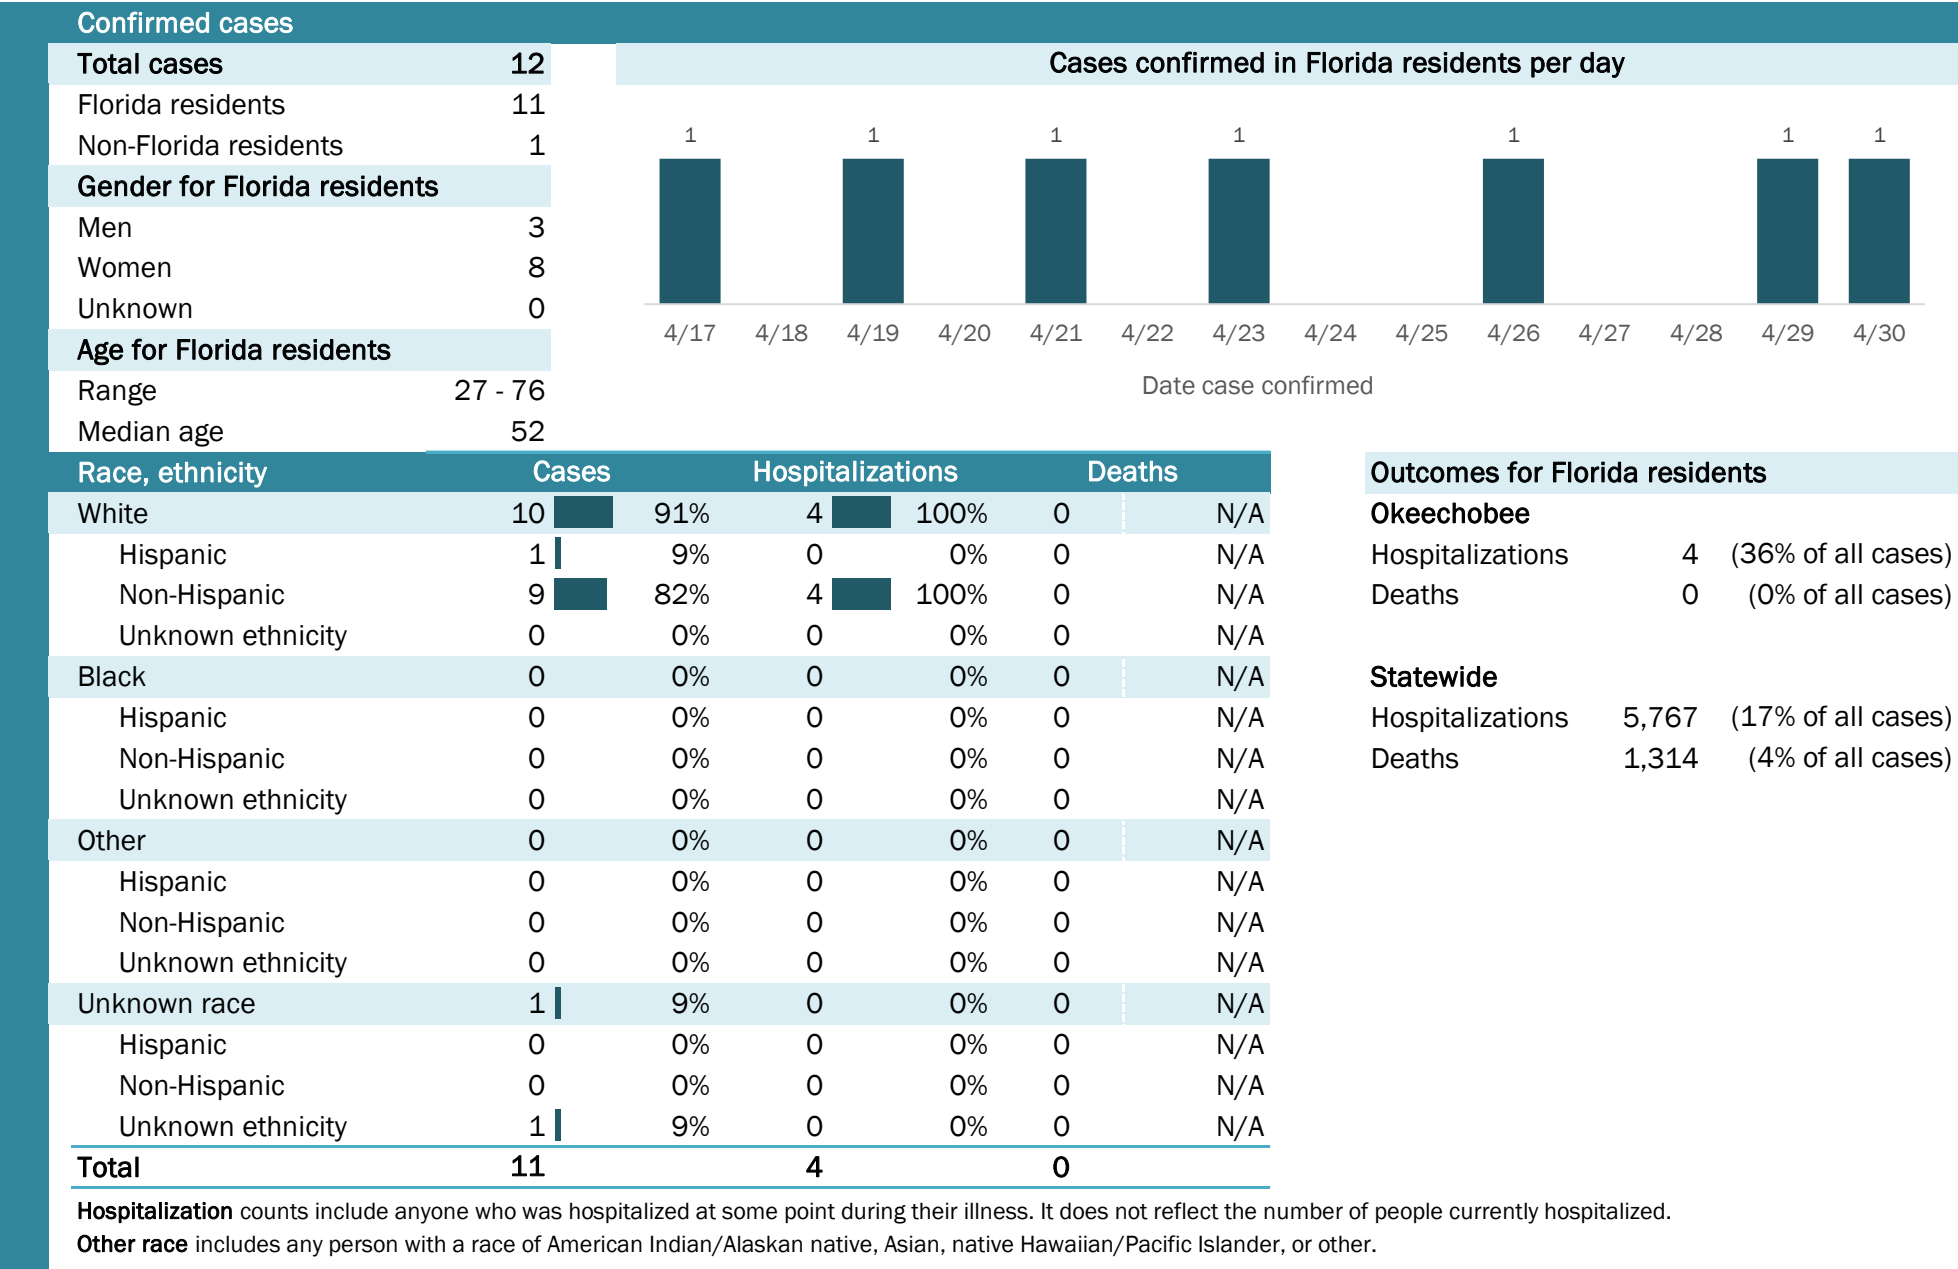 Confirmed cases
Total cases 12
Florida residents 11
Non-Florida residents 1
Gender for Florida residents
Men 3
Women 8
Unknown 0
Age for Florida residents
Range 27 - 76
Median age 52
Cases confirmed in Florida residents per day
1 1 1 1 1 1 1
4/17 4/18 4/19 4/20 4/21 4/22 4/23 4/24 4/25 4/26 4/27 4/28 4/29 4/30
Date case confirmed
Race, ethnicity Cases Hospitalizations Deaths
White 10 91% 4 100% 0 N/A
Hispanic 1 9% 0 0% 0 N/A
Non-Hispanic 9 82% 4 100% 0 N/A
Unknown ethnicity 0 0% 0 0% 0 N/A
Black 0 0% 0 0% 0 N/A
Hispanic 0 0% 0 0% 0 N/A
Non-Hispanic 0 0% 0 0% 0 N/A
Unknown ethnicity 0 0% 0 0% 0 N/A
Other 0 0% 0 0% 0 N/A
Hispanic 0 0% 0 0% 0 N/A
Non-Hispanic 0 0% 0 0% 0 N/A
Unknown ethnicity 0 0% 0 0% 0 N/A
Unknown race 1 9% 0 0% 0 N/A
Hispanic 0 0% 0 0% 0 N/A
Non-Hispanic 0 0% 0 0% 0 N/A
Unknown ethnicity 1 9% 0 0% 0 N/A
Total 11 4 0
Outcomes for Florida residents
Okeechobee
Hospitalizations 4 (36% of all cases)
Deaths 0 (0% of all cases)
Statewide
Hospitalizations 5,767 (17% of all cases)
Deaths 1,314 (4% of all cases)
Hospitalization counts include anyone who was hospitalized at some point during their illness. It does not reflect the number of people currently hospitalized.
Other race includes any person with a race of American Indian/Alaskan native, Asian, native Hawaiian/Pacific Islander, or other.